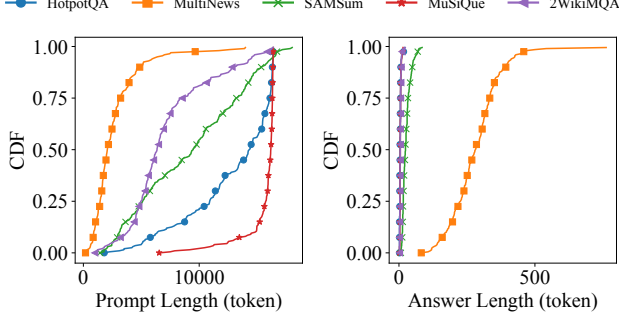 HotpotQA MultiNews SAMSum MuSiQue 2WikiMQA
1.00 1.00
0.75 0.75
0.50 0.50
0.25 0.25
0.00 0.00
CDF CDF
0 10000 0 500
Prompt Length (token) Answer Length (token)